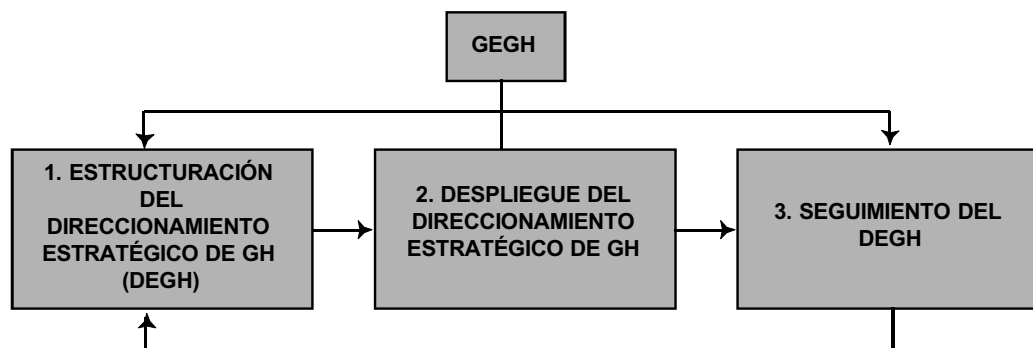 GEGH
1. ESTRUCTURACIÓN
DEL
DIRECCIONAMIENTO
ESTRATÉGICO DE GH
(DEGH)
2. DESPLIEGUE DEL
DIRECCIONAMIENTO
ESTRATÉGICO DE GH
3. SEGUIMIENTO DEL
DEGH